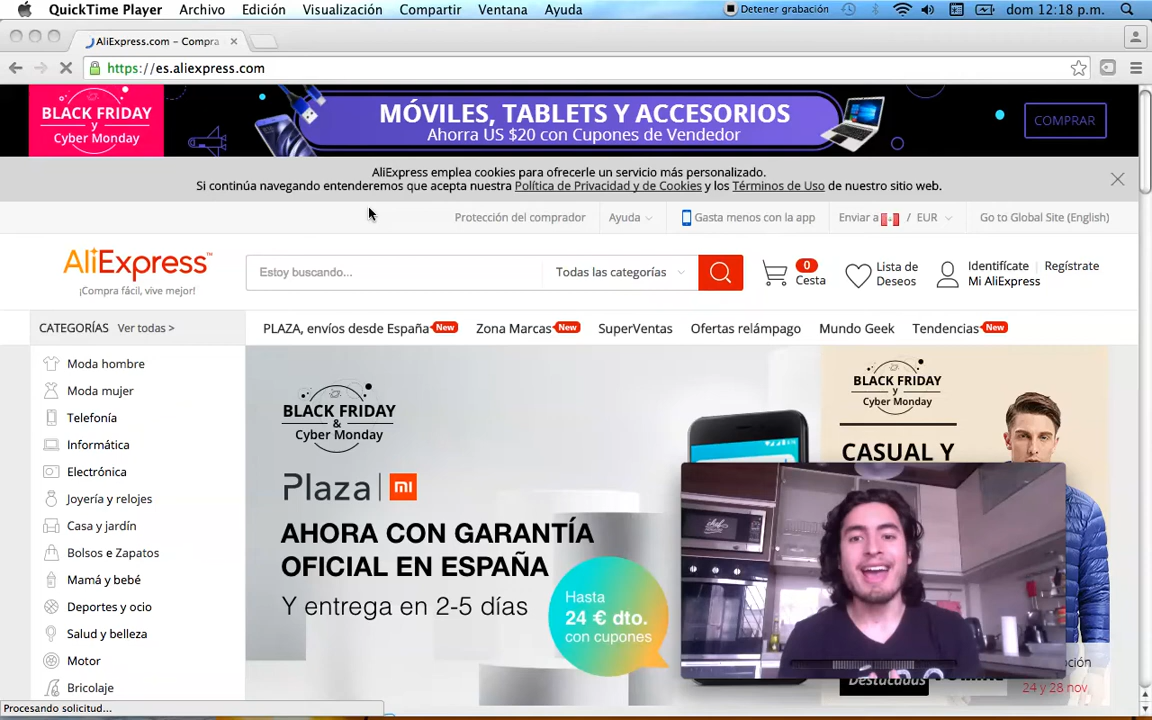 QuickTime Player Archivo Edición Visualización Compartir Ventana Ayuda Detener grabación dom 12:18 p.m.
AliExpress.com – Compra
https://es.aliexpress.com
BLACK FRIDAY
y
Cyber Monday
MÓVILES, TABLETS Y ACCESORIOS
Ahorra US $20 con Cupones de Vendedor
COMPRAR
AliExpress emplea cookies para ofrecerle un servicio más personalizado.
Si continúa navegando entenderemos que acepta nuestra Política de Privacidad y de Cookies y los Términos de Uso de nuestro sitio web.
Protección del comprador Ayuda Gasta menos con la app Enviar a / EUR Go to Global Site (English)
AliExpress™
¡Compra fácil, vive mejor!
Estoy buscando... Todas las categorías
0
Cesta
Lista de
Deseos
Identifícate Regístrate
Mi AliExpress
CATEGORÍAS Ver todas >
PLAZA, envíos desde España New Zona Marcas New SuperVentas Ofertas relámpago Mundo Geek Tendencias New
Moda hombre
Moda mujer
Telefonía
Informática
Electrónica
Joyería y relojes
Casa y jardín
Bolsos e Zapatos
Mamá y bebé
Deportes y ocio
Salud y belleza
Motor
Bricolaje
BLACK FRIDAY
&
Cyber Monday
Plaza | MI
AHORA CON GARANTÍA
OFICIAL EN ESPAÑA
Y entrega en 2-5 días
Hasta
24 € dto.
con cupones
BLACK FRIDAY
y
Cyber Monday
CASUAL Y
Destacados
24 y 28 nov
Procesando solicitud...